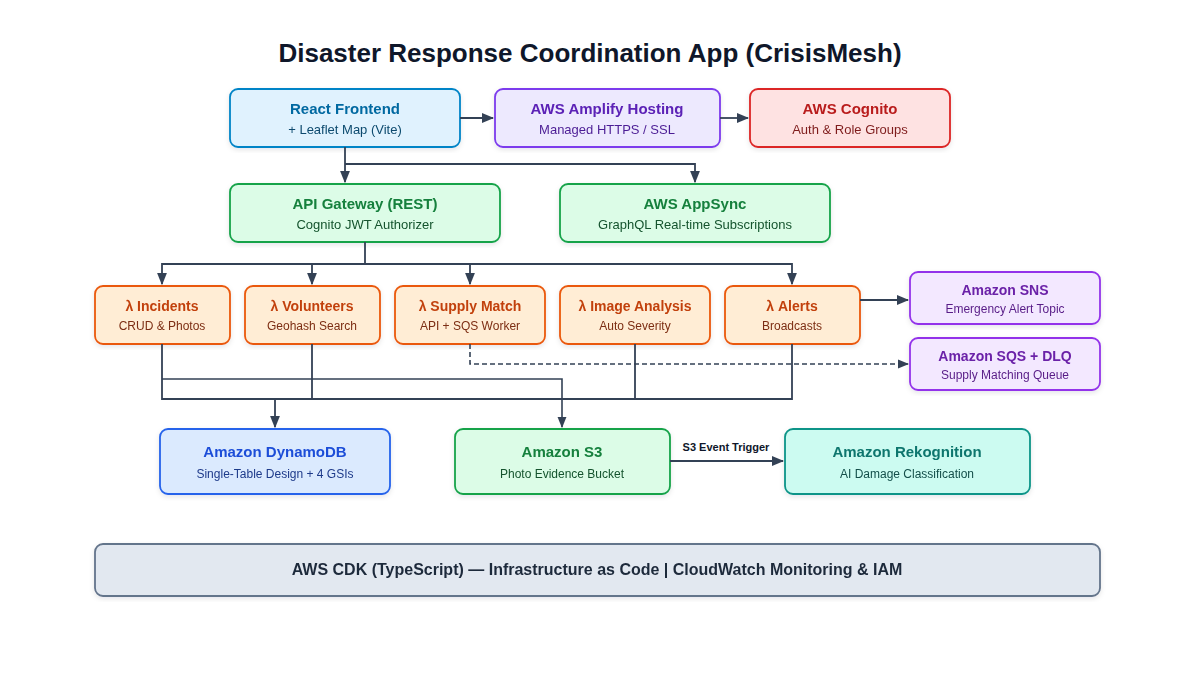 Disaster Response Coordination App (CrisisMesh)
React Frontend
+ Leaflet Map (Vite)
AWS Amplify Hosting
Managed HTTPS / SSL
AWS Cognito
Auth & Role Groups
API Gateway (REST)
Cognito JWT Authorizer
AWS AppSync
GraphQL Real-time Subscriptions
λ Incidents
CRUD & Photos
λ Volunteers
Geohash Search
λ Supply Match
API + SQS Worker
λ Image Analysis
Auto Severity
λ Alerts
Broadcasts
Amazon SNS
Emergency Alert Topic
Amazon SQS + DLQ
Supply Matching Queue
Amazon DynamoDB
Single-Table Design + 4 GSIs
Amazon S3
Photo Evidence Bucket
S3 Event Trigger
Amazon Rekognition
AI Damage Classification
AWS CDK (TypeScript) — Infrastructure as Code | CloudWatch Monitoring & IAM